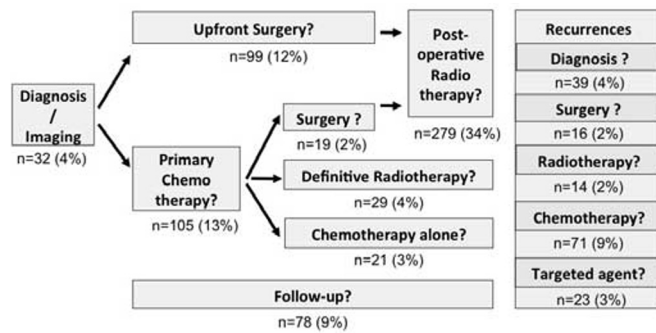 Diagnosis
/
Imaging
n=32 (4%)
Upfront Surgery?
n=99 (12%)
Primary
Chemo
therapy?
n=105 (13%)
Surgery ?
n=19 (2%)
Definitive Radiotherapy?
n=29 (4%)
Chemotherapy alone?
n=21 (3%)
Post-
operative
Radio
therapy?
n=279 (34%)
Follow-up?
n=78 (9%)
Recurrences
Diagnosis ?
n=39 (4%)
Surgery ?
n=16 (2%)
Radiotherapy?
n=14 (2%)
Chemotherapy?
n=71 (9%)
Targeted agent?
n=23 (3%)